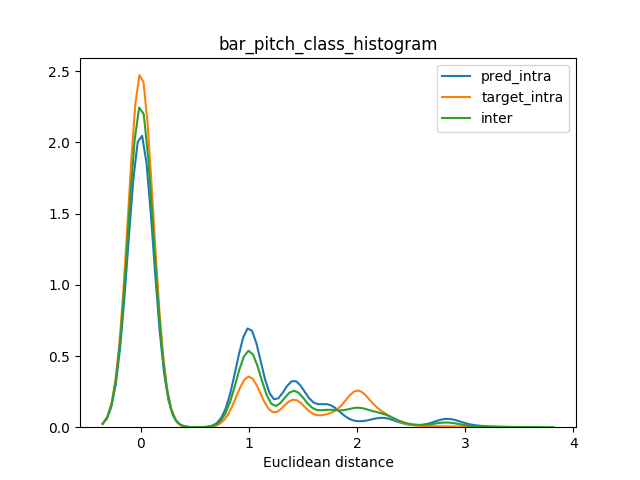 bar_pitch_class_histogram
pred_intra
target_intra
inter
2.5
2.0
1.5
1.0
0.5
0.0
0 1 2 3 4
Euclidean distance